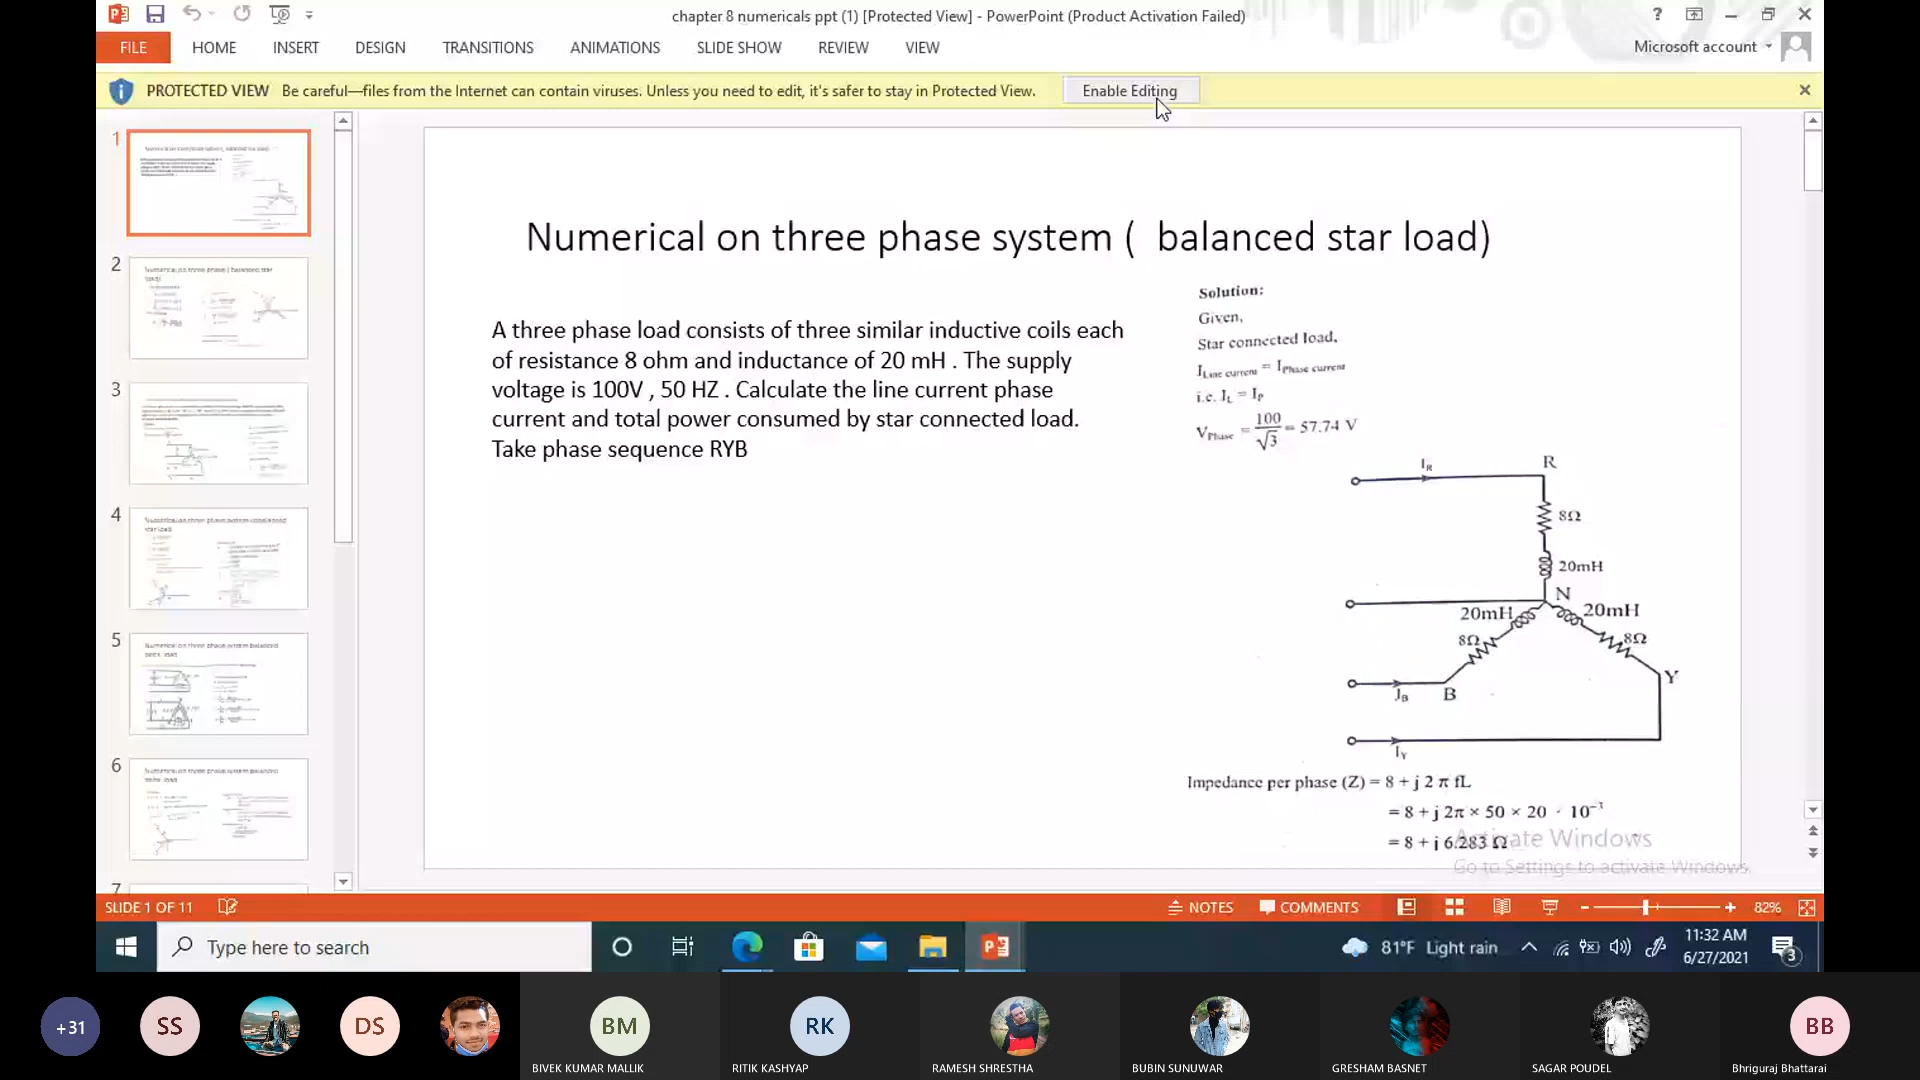 chapter 8 numericals ppt (1) [Protected View] - PowerPoint (Product Activation Failed)
?
FILE HOME INSERT DESIGN TRANSITIONS ANIMATIONS SLIDE SHOW REVIEW VIEW
Microsoft account
PROTECTED VIEW Be careful—files from the Internet can contain viruses. Unless you need to edit, it's safer to stay in Protected View. Enable Editing
1
2
3
4
5
6
7
Numerical on three phase system ( balanced star load)
A three phase load consists of three similar inductive coils each
of resistance 8 ohm and inductance of 20 mH . The supply
voltage is 100V , 50 HZ . Calculate the line current phase
current and total power consumed by star connected load.
Take phase sequence RYB
Solution:
Given,
Star connected load,
I Line current = I Phase current
i.e. I_L = I_P
V Phase = 100/√3 = 57.74 V
I_R
R
8Ω
20mH
N
20mH 20mH
8Ω 8Ω
I_B B
Y
I_Y
Impedance per phase (Z) = 8 + j 2 π fL
= 8 + j 2π × 50 × 20 · 10⁻³
= 8 + j 6.283 Ω
Activate Windows
Go to Settings to activate Windows.
SLIDE 1 OF 11
NOTES COMMENTS 82%
Type here to search
81°F Light rain
11:32 AM
6/27/2021
3
+31 SS DS BM RK BB
BIVEK KUMAR MALLIK
RITIK KASHYAP
RAMESH SHRESTHA
BUBIN SUNUWAR
GRESHAM BASNET
SAGAR POUDEL
Bhriguraj Bhattarai